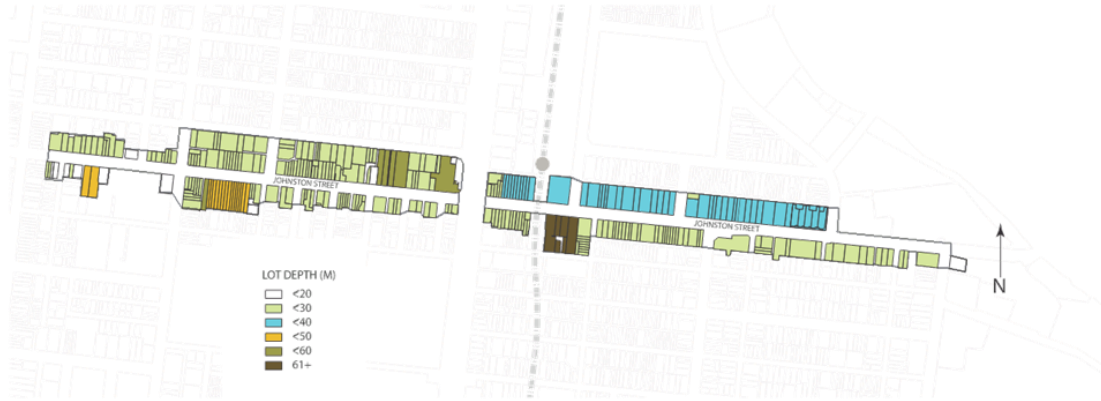 JOHNSTON STREET
JOHNSTON STREET
N
LOT DEPTH (M)
<20
<30
<40
<50
<60
61+